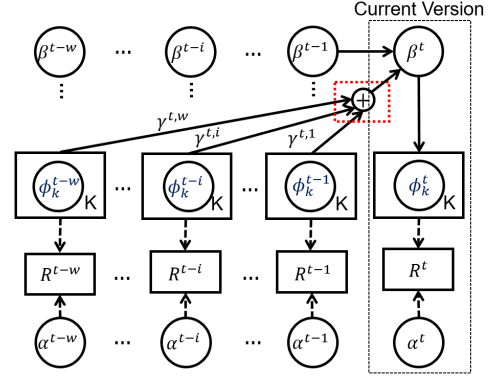 Current Version
β^{t-w} ... β^{t-i} ... β^{t-1} β^t
+
γ^{t,w} γ^{t,i} γ^{t,1}
ϕ_k^{t-w} K ... ϕ_k^{t-i} K ... ϕ_k^{t-1} K ϕ_k^t K
R^{t-w} ... R^{t-i} ... R^{t-1} R^t
α^{t-w} ... α^{t-i} ... α^{t-1} α^t